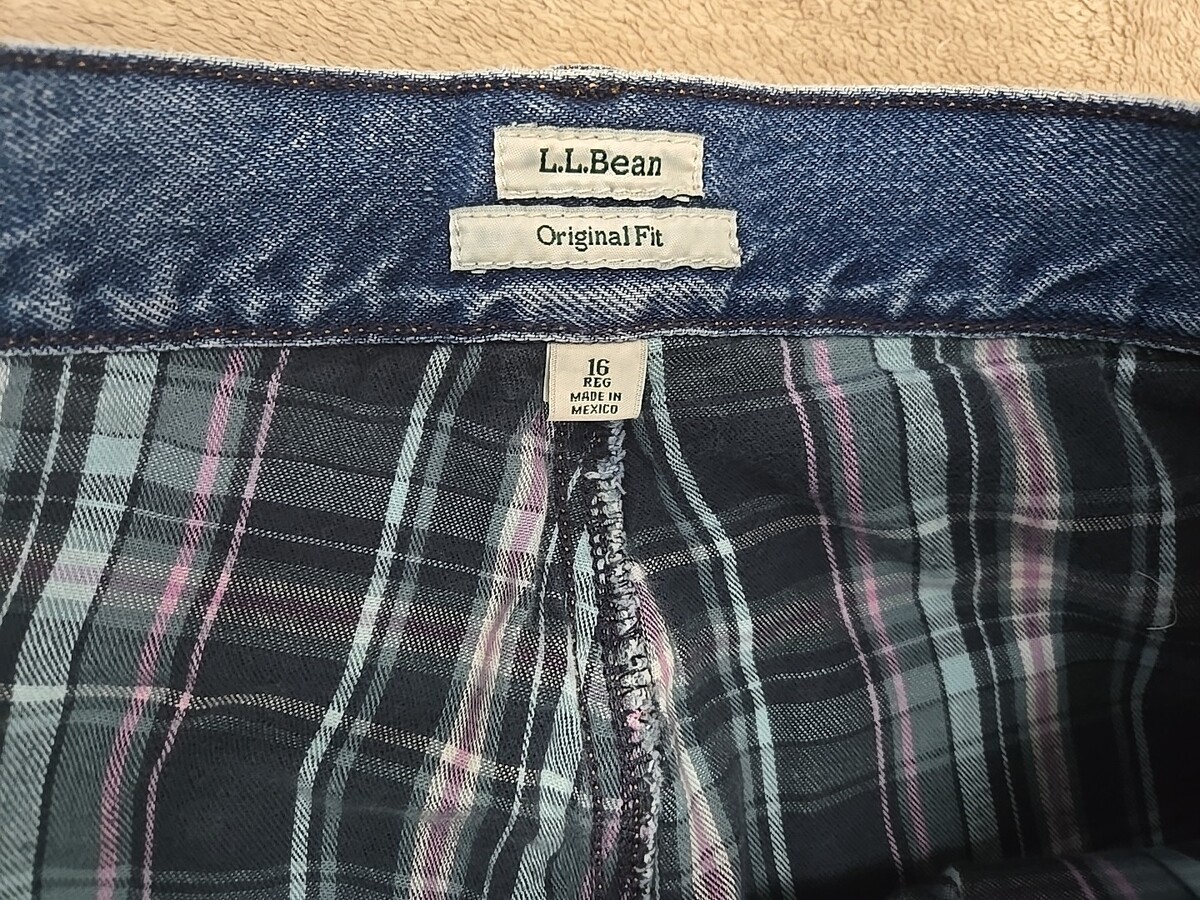 L.L.Bean
Original Fit
16
REG
MADE IN
MEXICO